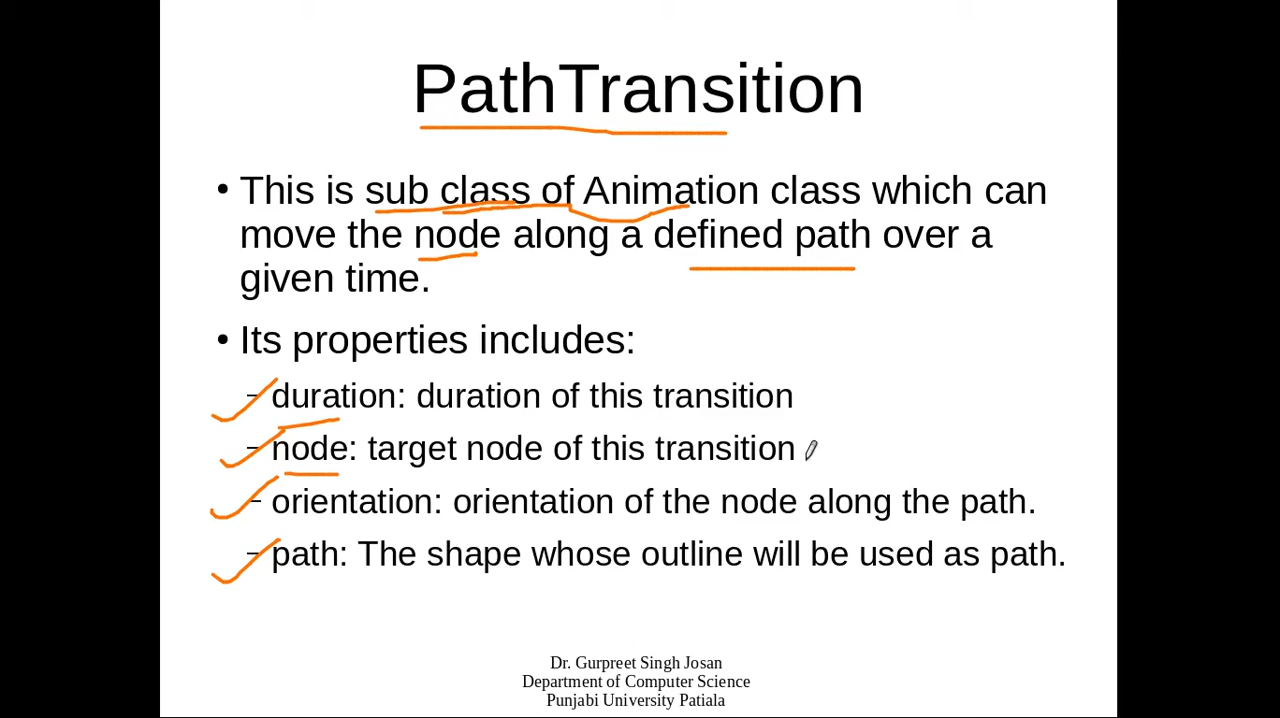 PathTransition
• This is sub class of Animation class which can
move the node along a defined path over a
given time.
• Its properties includes:
– duration: duration of this transition
– node: target node of this transition
– orientation: orientation of the node along the path.
– path: The shape whose outline will be used as path.
Dr. Gurpreet Singh Josan
Department of Computer Science
Punjabi University Patiala